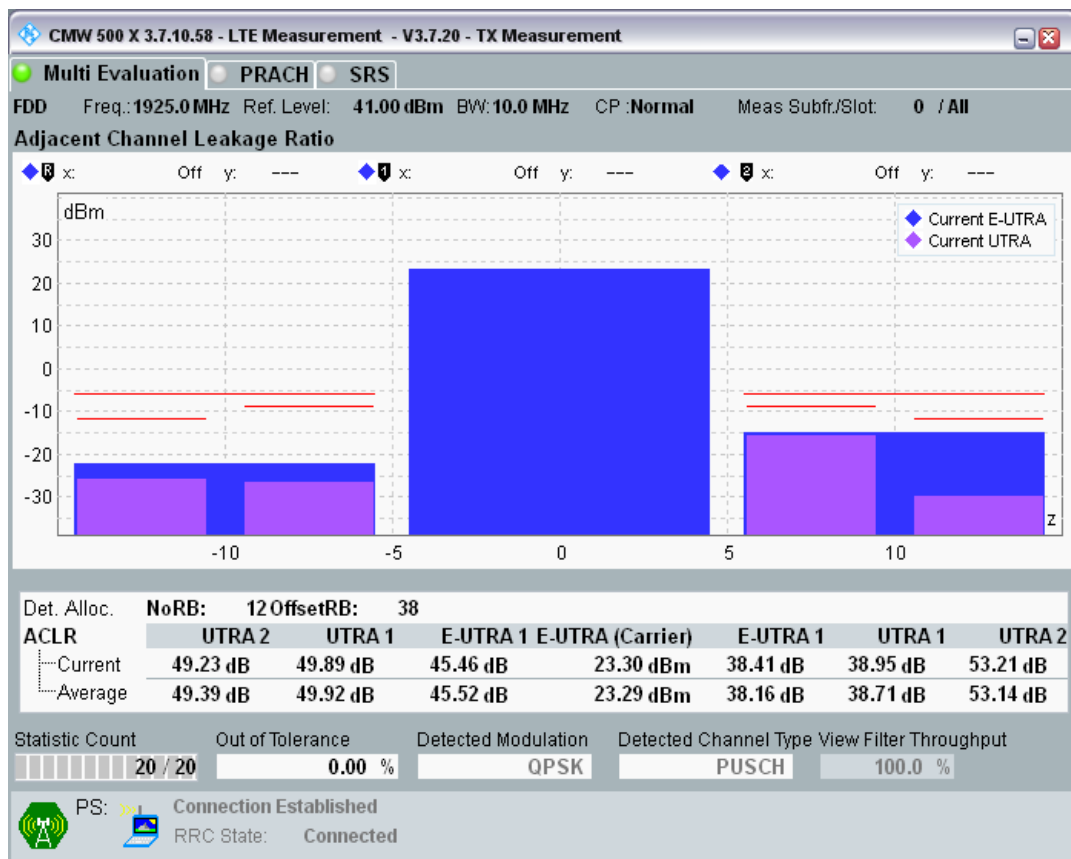 CMW 500 X 3.7.10.58 - LTE Measurement - V3.7.20 - TX Measurement
Multi Evaluation PRACH SRS
FDD Freq.: 1925.0 MHz Ref. Level: 41.00 dBm BW: 10.0 MHz CP : Normal Meas Subfr./Slot: 0 / All
Adjacent Channel Leakage Ratio
R x: Off y: --- 1 x: Off y: --- 2 x: Off y: ---
dBm
Current E-UTRA
Current UTRA
30
20
10
0
-10
-20
-30
z
-10 -5 0 5 10
Det. Alloc. NoRB: 12 OffsetRB: 38
ACLR UTRA 2 UTRA 1 E-UTRA 1 E-UTRA (Carrier) E-UTRA 1 UTRA 1 UTRA 2
Current 49.23 dB 49.89 dB 45.46 dB 23.30 dBm 38.41 dB 38.95 dB 53.21 dB
Average 49.39 dB 49.92 dB 45.52 dB 23.29 dBm 38.16 dB 38.71 dB 53.14 dB
Statistic Count Out of Tolerance Detected Modulation Detected Channel Type View Filter Throughput
20 / 20 0.00 % QPSK PUSCH 100.0 %
PS: Connection Established
RRC State: Connected